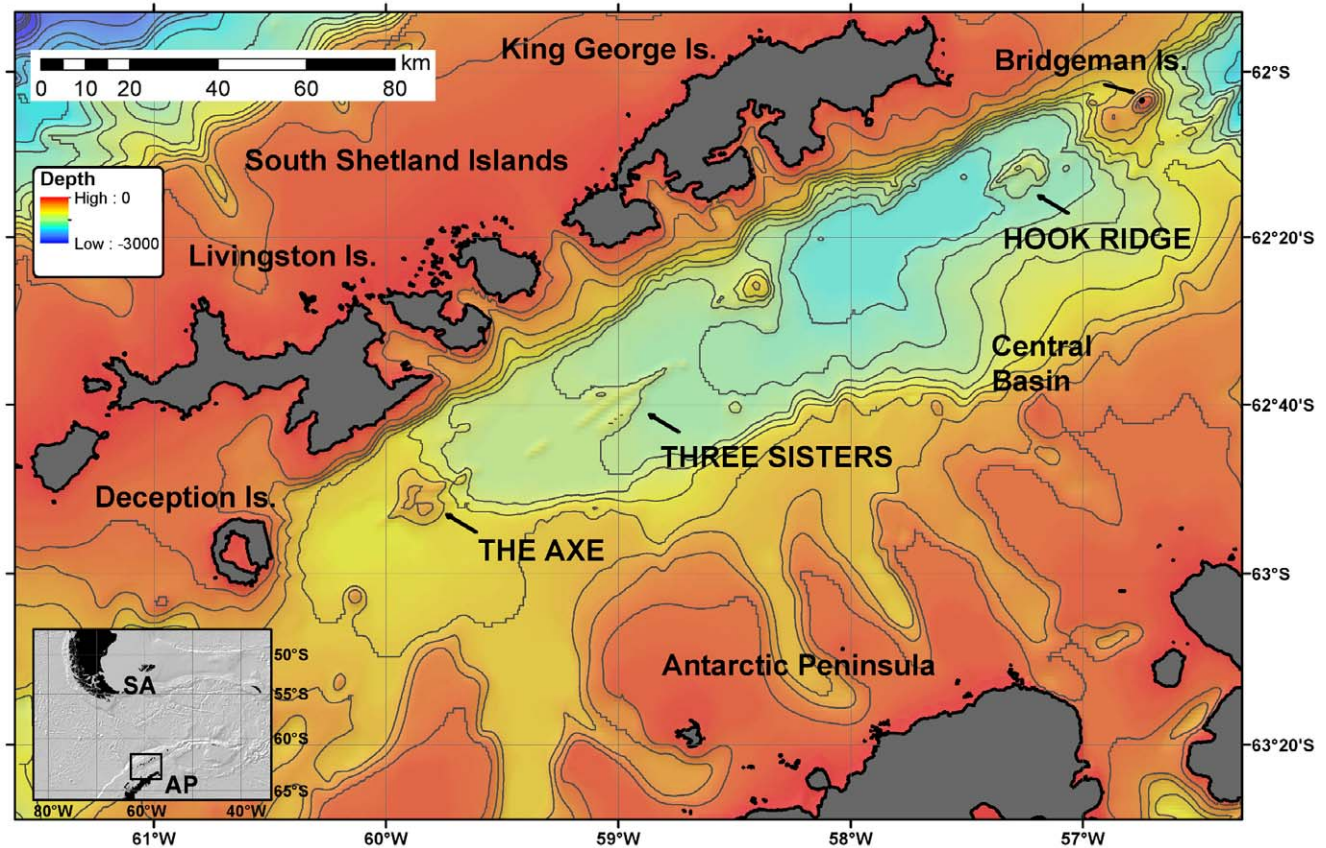 King George Is.
Bridgeman Is.
km
0 10 20 40 60 80
62°S
South Shetland Islands
Depth
High : 0
Low : -3000
Livingston Is.
HOOK RIDGE
62°20'S
Central
Basin
62°40'S
THREE SISTERS
Deception Is.
THE AXE
63°S
Antarctic Peninsula
50°S
SA
55°S
60°S
63°20'S
AP
65°S
80°W 60°W 40°W
61°W 60°W 59°W 58°W 57°W